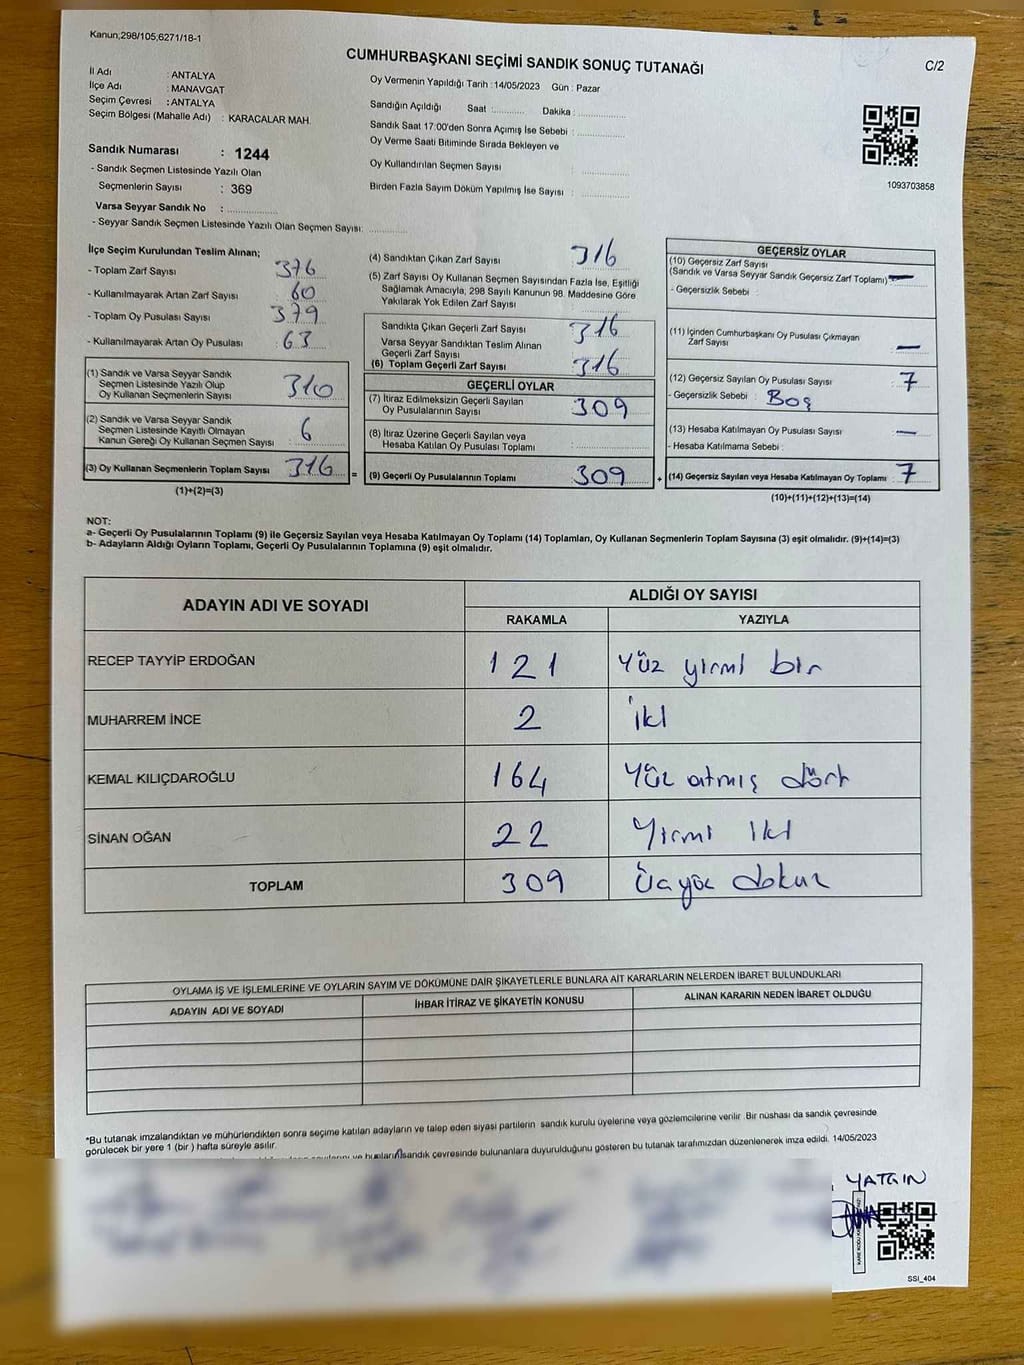 Kanun,298/105,6271/18-1
CUMHURBAŞKANI SEÇİMİ SANDIK SONUÇ TUTANAĞI
C/2
İl Adı : ANTALYA
İlçe Adı : MANAVGAT
Seçim Çevresi : ANTALYA
Seçim Bölgesi (Mahalle Adı) : KARACALAR MAH.
Sandık Numarası : 1244
- Sandık Seçmen Listesinde Yazılı Olan
Seçmenlerin Sayısı : 369
Varsa Seyyar Sandık No : ................
- Seyyar Sandık Seçmen Listesinde Yazılı Olan Seçmen Sayısı: ............
Oy Vermenin Yapıldığı Tarih : 14/05/2023 Gün : Pazar
Sandığın Açıldığı Saat :........... Dakika : ................
Sandık Saat 17:00'den Sonra Açımış İse Sebebi : ................
Oy Verme Saati Bitiminde Sırada Bekleyen ve
Oy Kullandırılan Seçmen Sayısı : ................
Birden Fazla Sayım Döküm Yapılmış İse Sayısı : ................
1093703858
İlçe Seçim Kurulundan Teslim Alınan;
- Toplam Zarf Sayısı : 376
- Kullanılmayarak Artan Zarf Sayısı : 60
- Toplam Oy Pusulası Sayısı : 379
- Kullanılmayarak Artan Oy Pusulası : 63
(1) Sandık ve Varsa Seyyar Sandık
Seçmen Listesinde Yazılı Olup
Oy Kullanan Seçmenlerin Sayısı : 310
(2) Sandık ve Varsa Seyyar Sandık
Seçmen Listesinde Kayıtlı Olmayan
Kanun Gereği Oy Kullanan Seçmen Sayısı : 6
(3) Oy Kullanan Seçmenlerin Toplam Sayısı : 316 =
(1)+(2)=(3)
(4) Sandıktan Çıkan Zarf Sayısı : 316
(5) Zarf Sayısı Oy Kullanan Seçmen Sayısından Fazla İse, Eşitliği
Sağlamak Amacıyla, 298 Sayılı Kanunun 98. Maddesine Göre
Yakılarak Yok Edilen Zarf Sayısı :
Sandıkta Çıkan Geçerli Zarf Sayısı : 316
Varsa Seyyar Sandıktan Teslim Alınan
Geçerli Zarf Sayısı :
(6) Toplam Geçerli Zarf Sayısı : 316
GEÇERLİ OYLAR
(7) İtiraz Edilmeksizin Geçerli Sayılan
Oy Pusulalarının Sayısı : 309
(8) İtiraz Üzerine Geçerli Sayılan veya
Hesaba Katılan Oy Pusulası Toplamı :
(9) Geçerli Oy Pusulalarının Toplamı : 309 +
GEÇERSİZ OYLAR
(10) Geçersiz Zarf Sayısı
(Sandık ve Varsa Seyyar Sandık Geçersiz Zarf Toplamı) : —
- Geçersizlik Sebebi :
(11) İçinden Cumhurbaşkanı Oy Pusulası Çıkmayan
Zarf Sayısı : —
(12) Geçersiz Sayılan Oy Pusulası Sayısı : 7
- Geçersizlik Sebebi : Boş
(13) Hesaba Katılmayan Oy Pusulası Sayısı : —
- Hesaba Katılmama Sebebi :
(14) Geçersiz Sayılan veya Hesaba Katılmayan Oy Toplamı : 7
(10)+(11)+(12)+(13)=(14)
NOT:
a- Geçerli Oy Pusulalarının Toplamı (9) ile Geçersiz Sayılan veya Hesaba Katılmayan Oy Toplamı (14) Toplamları, Oy Kullanan Seçmenlerin Toplam Sayısına (3) eşit olmalıdır. (9)+(14)=(3)
b- Adayların Aldığı Oyların Toplamı, Geçerli Oy Pusulalarının Toplamına (9) eşit olmalıdır.
ADAYIN ADI VE SOYADI ALDIĞI OY SAYISI
RAKAMLA YAZIYLA
RECEP TAYYİP ERDOĞAN 121 Yüz yirmi bir
MUHARREM İNCE 2 iki
KEMAL KILIÇDAROĞLU 164 Yüz atmış dört
SİNAN OĞAN 22 Yirmi iki
TOPLAM 309 Üçyüz dokuz
OYLAMA İŞ VE İŞLEMLERİNE VE OYLARIN SAYIM VE DÖKÜMÜNE DAİR ŞİKAYETLERLE BUNLARA AİT KARARLARIN NELERDEN İBARET BULUNDUKLARI
ADAYIN ADI VE SOYADI İHBAR İTİRAZ VE ŞİKAYETİN KONUSU ALINAN KARARIN NEDEN İBARET OLDUĞU
*Bu tutanak imzalandıktan ve mühürlendikten sonra seçime katılan adayların ve talep eden siyasi partilerin sandık kurulu üyelerine veya gözlemcilerine verilir. Bir nüshası da sandık çevresinde
görülecek bir yere 1 (bir ) hafta süreyle asılır.
sandık çevresinde bulunanlara duyurulduğunu gösteren bu tutanak tarafımızdan düzenlenerek imza edildi. 14/05/2023
YATGIN
SSI_404